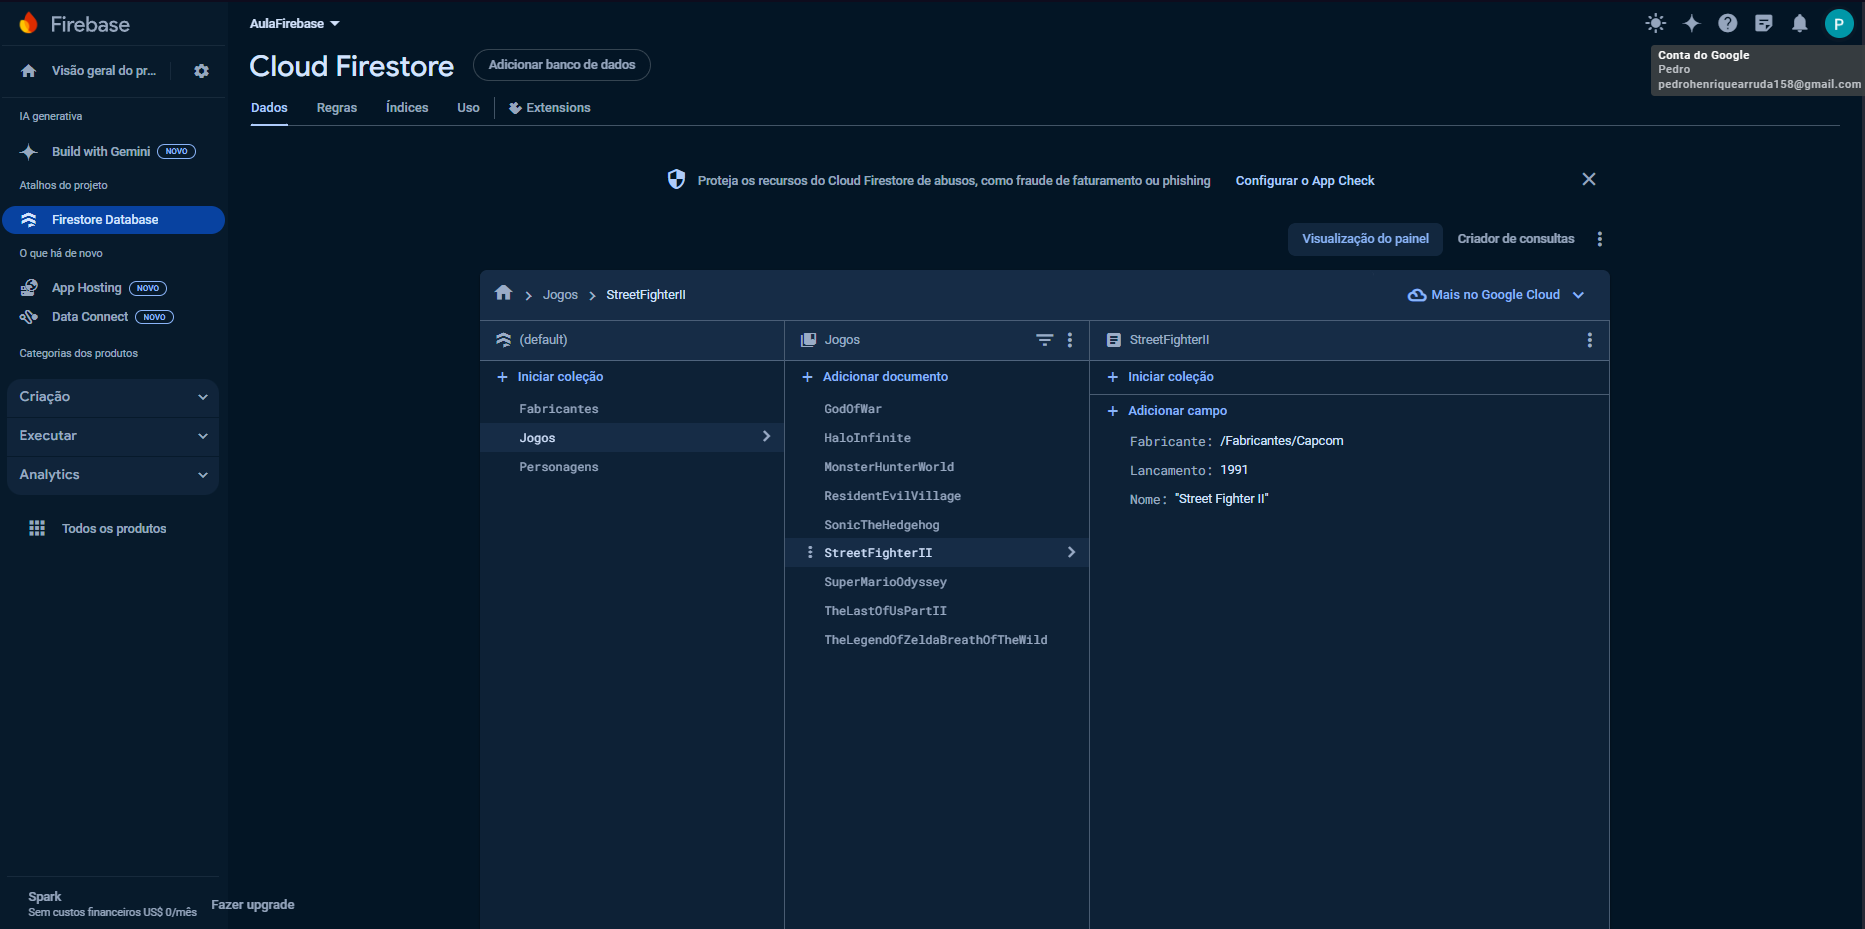 Firebase
AulaFirebase
Conta do Google
Pedro
pedrohenriquearruda158@gmail.com
Visão geral do pr...
Cloud Firestore
Adicionar banco de dados
Dados
Regras
Índices
Uso
Extensions
IA generativa
Build with Gemini NOVO
Atalhos do projeto
Firestore Database
O que há de novo
App Hosting NOVO
Data Connect NOVO
Categorias dos produtos
Criação
Executar
Analytics
Todos os produtos
Spark
Sem custos financeiros US$ 0/mês
Fazer upgrade
Proteja os recursos do Cloud Firestore de abusos, como fraude de faturamento ou phishing
Configurar o App Check
Visualização do painel
Criador de consultas
Jogos
StreetFighterII
Mais no Google Cloud
(default)
Iniciar coleção
Fabricantes
Jogos
Personagens
Jogos
Adicionar documento
GodOfWar
HaloInfinite
MonsterHunterWorld
ResidentEvilVillage
SonicTheHedgehog
StreetFighterII
SuperMarioOdyssey
TheLastOfUsPartII
TheLegendOfZeldaBreathOfTheWild
StreetFighterII
Iniciar coleção
Adicionar campo
Fabricante: /Fabricantes/Capcom
Lancamento: 1991
Nome: "Street Fighter II"
P